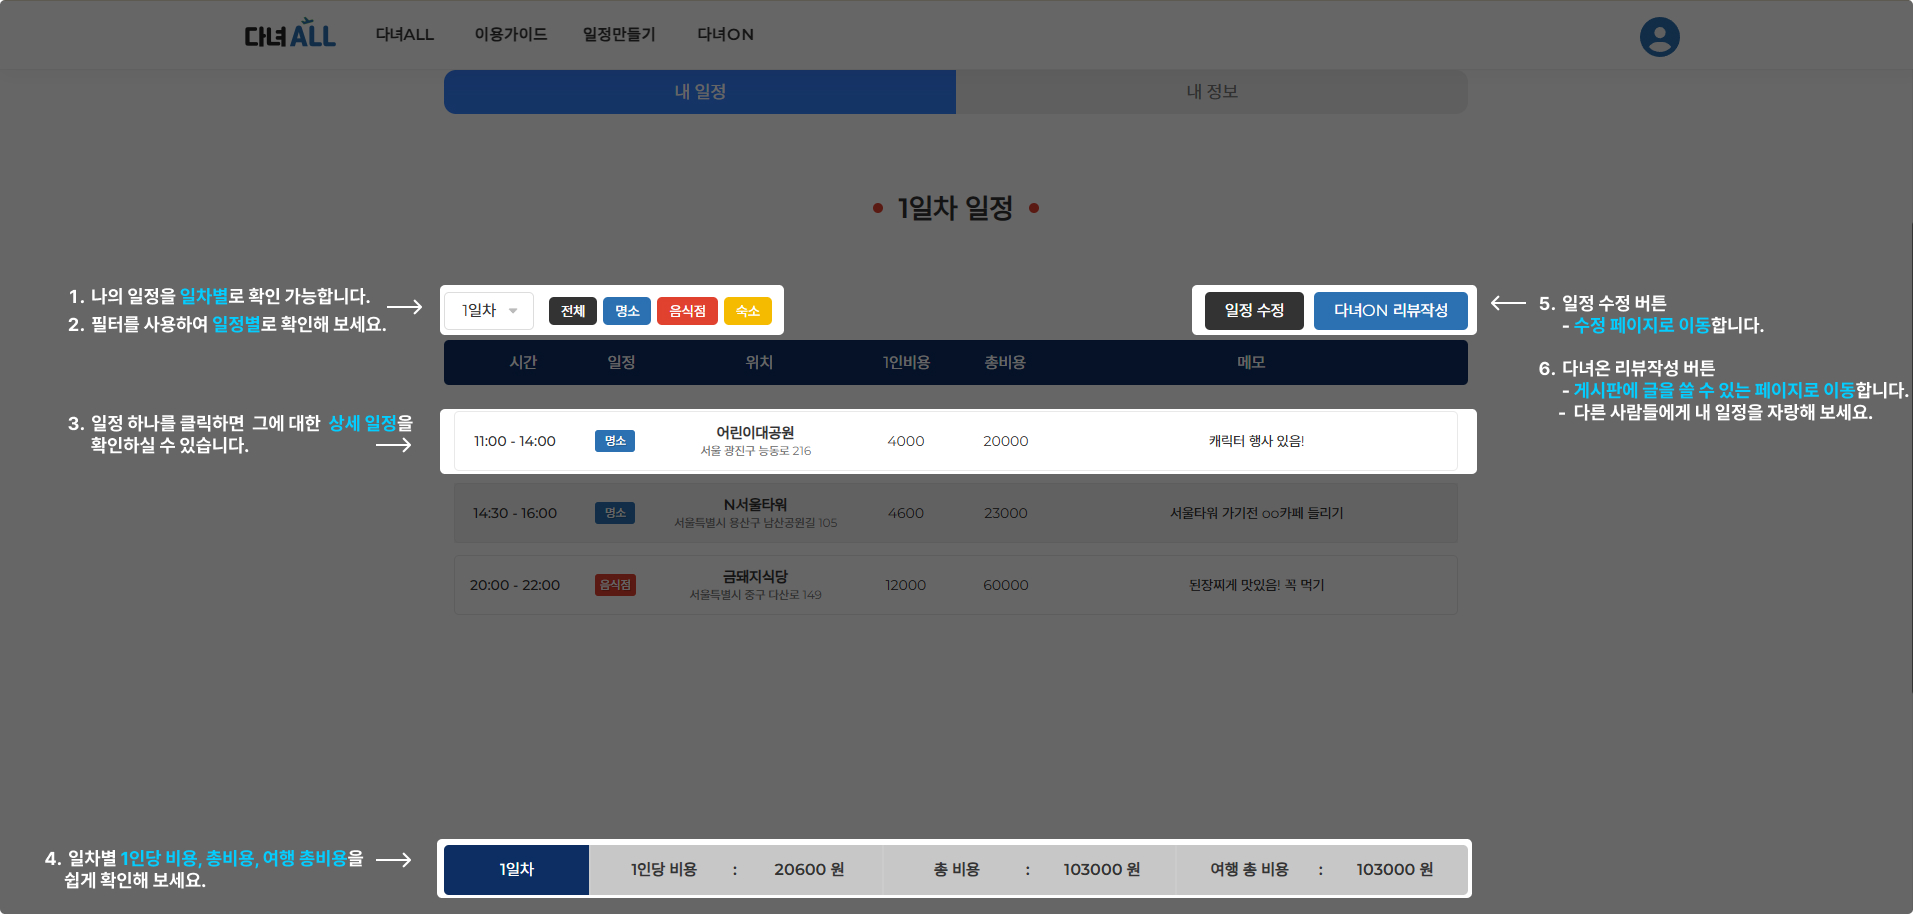 다녀ALL 다녀ALL 이용가이드 일정만들기 다녀ON
내 일정 내 정보
1일차 일정
1. 나의 일정을 일차별로 확인 가능합니다.
2. 필터를 사용하여 일정별로 확인해 보세요.
1일차 전체 명소 음식점 숙소
일정 수정 다녀ON 리뷰작성
5. 일정 수정 버튼
- 수정 페이지로 이동합니다.
6. 다녀온 리뷰작성 버튼
- 게시판에 글을 쓸 수 있는 페이지로 이동합니다.
- 다른 사람들에게 내 일정을 자랑해 보세요.
시간 일정 위치 1인비용 총비용 메모
3. 일정 하나를 클릭하면 그에 대한 상세 일정을
확인하실 수 있습니다.
11:00 - 14:00 명소 어린이대공원 4000 20000 캐릭터 행사 있음!
서울 광진구 능동로 216
14:30 - 16:00 명소 N서울타워 4600 23000 서울타워 가기전 oo카페 들리기
서울특별시 용산구 남산공원길 105
20:00 - 22:00 음식점 금돼지식당 12000 60000 된장찌게 맛있음! 꼭 먹기
서울특별시 중구 다산로 149
4. 일차별 1인당 비용, 총비용, 여행 총비용을
쉽게 확인해 보세요.
1일차 1인당 비용 : 20600 원 총 비용 : 103000 원 여행 총 비용 : 103000 원